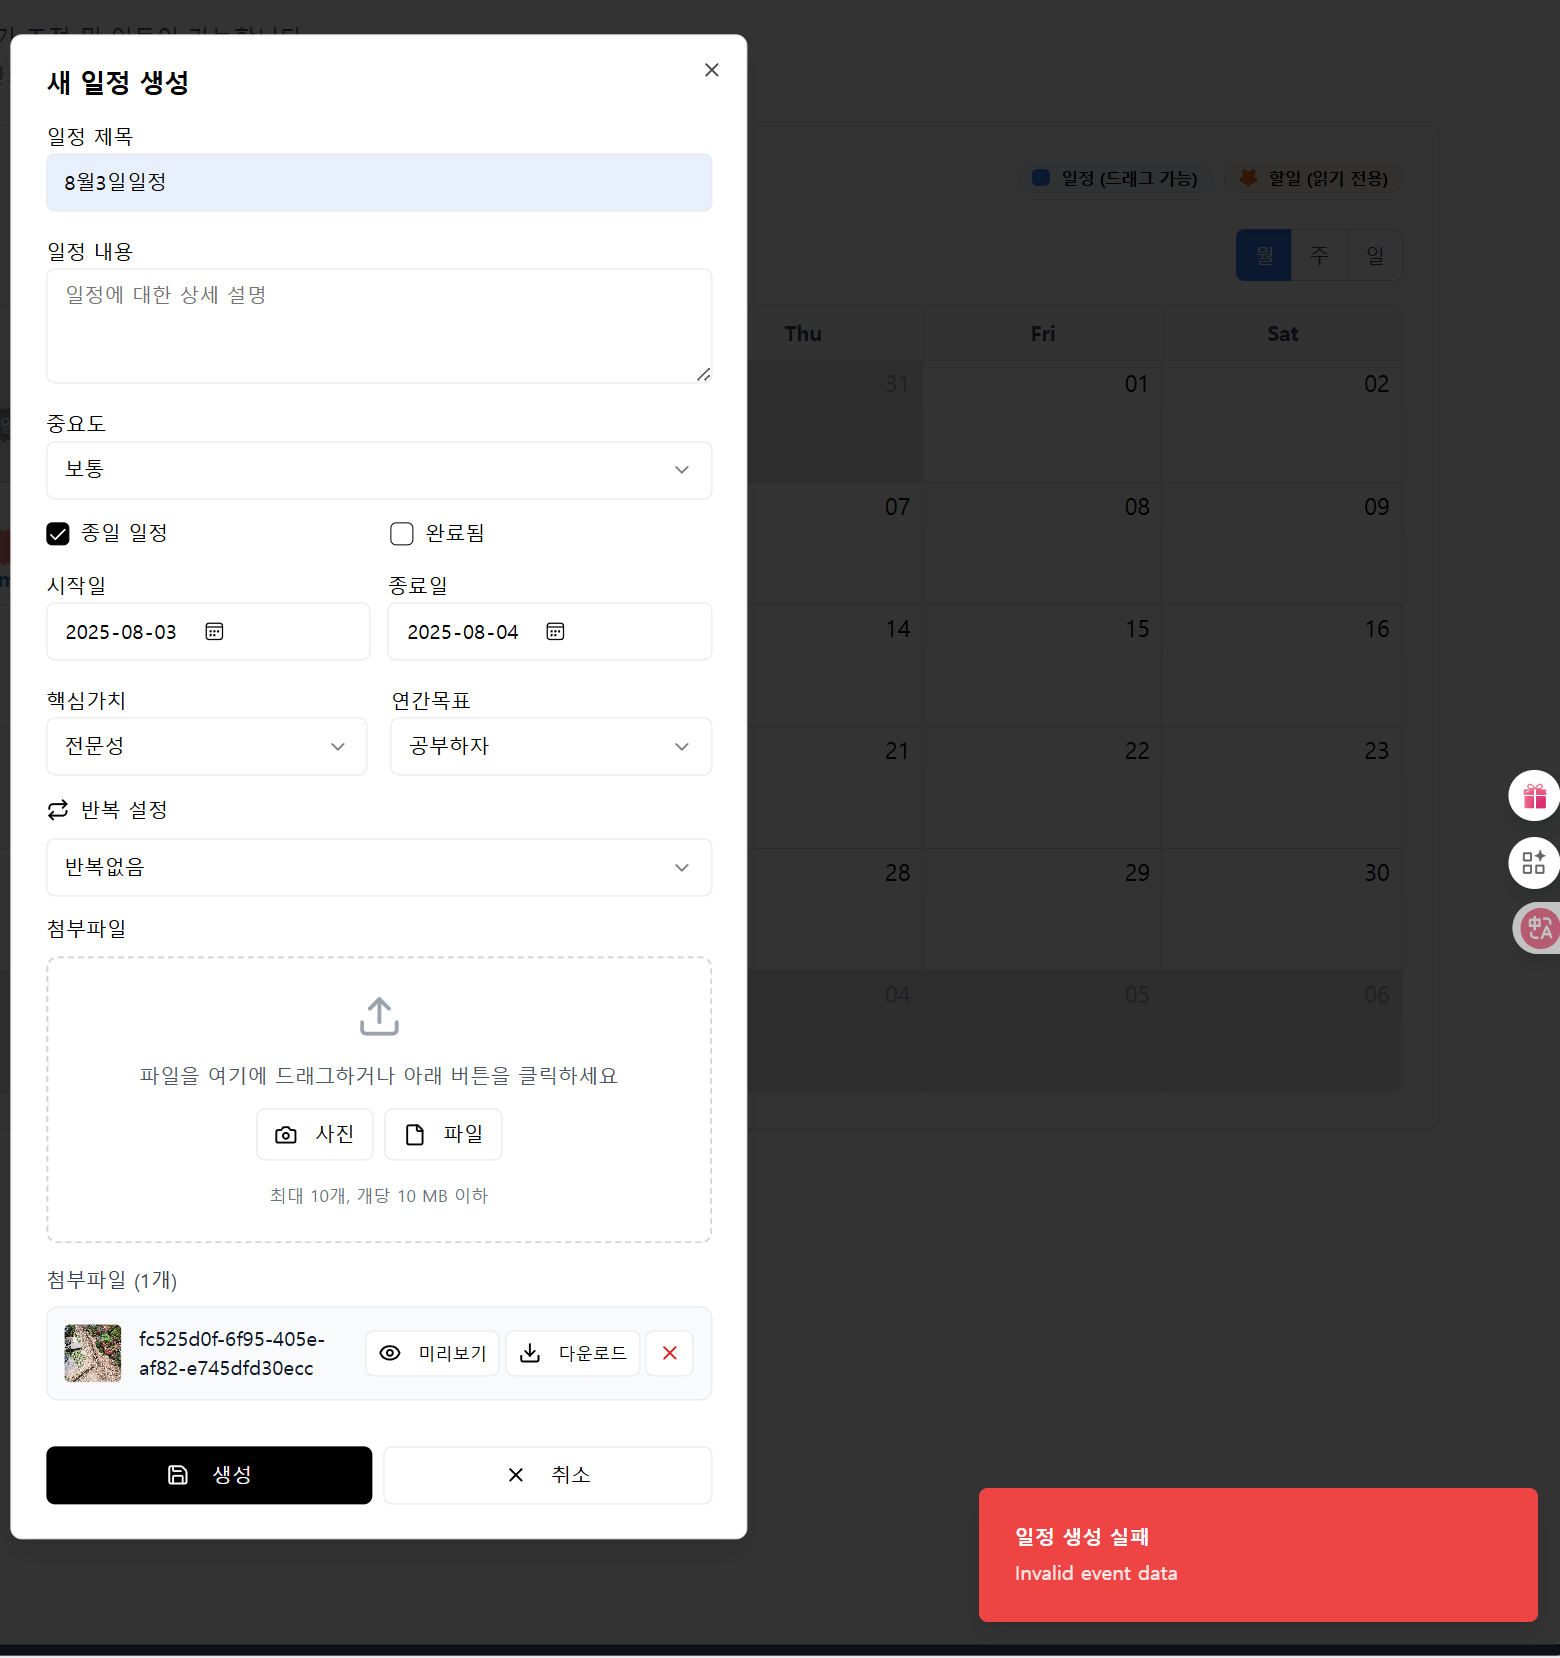 새 일정 생성
일정 제목
8월3일일정
일정 내용
일정에 대한 상세 설명
중요도
보통
종일 일정
완료됨
시작일
종료일
2025-08-03
2025-08-04
핵심가치
연간목표
전문성
공부하자
반복 설정
반복없음
첨부파일
파일을 여기에 드래그하거나 아래 버튼을 클릭하세요
사진
파일
최대 10개, 개당 10 MB 이하
첨부파일 (1개)
fc525d0f-6f95-405e-
af82-e745dfd30ecc
미리보기
다운로드
생성
취소
일정 (드래그 가능)
할일 (읽기 전용)
월 주 일
Thu Fri Sat
31 01 02
07 08 09
14 15 16
21 22 23
28 29 30
04 05 06
일정 생성 실패
Invalid event data